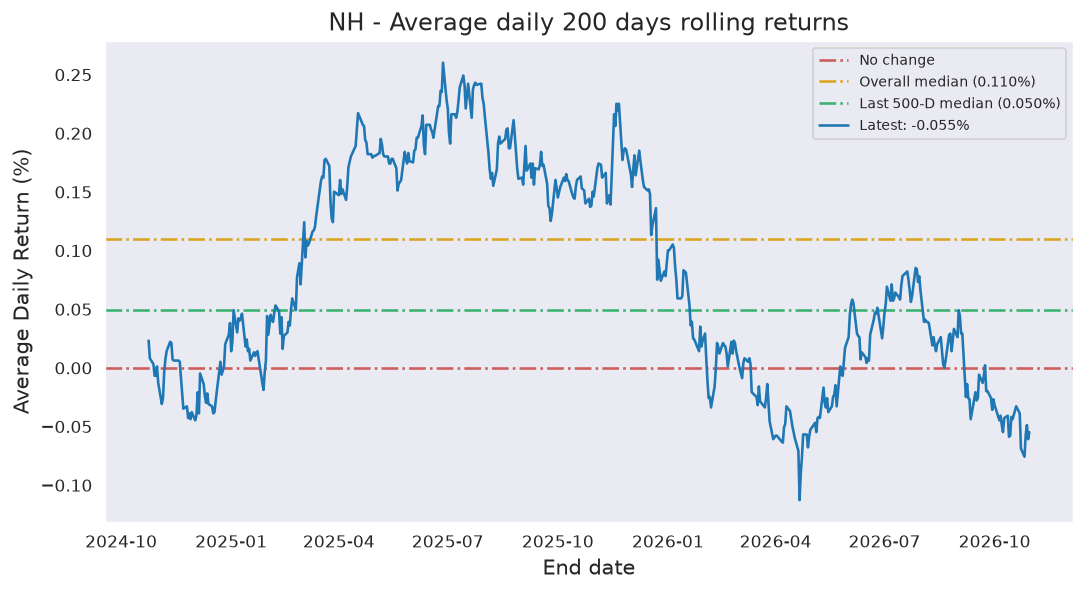 NH - Average daily 200 days rolling returns
No change
Overall median (0.110%)
Last 500-D median (0.050%)
Latest: -0.055%
Average Daily Return (%)
0.25
0.20
0.15
0.10
0.05
0.00
−0.05
−0.10
2024-10 2025-01 2025-04 2025-07 2025-10 2026-01 2026-04 2026-07 2026-10
End date